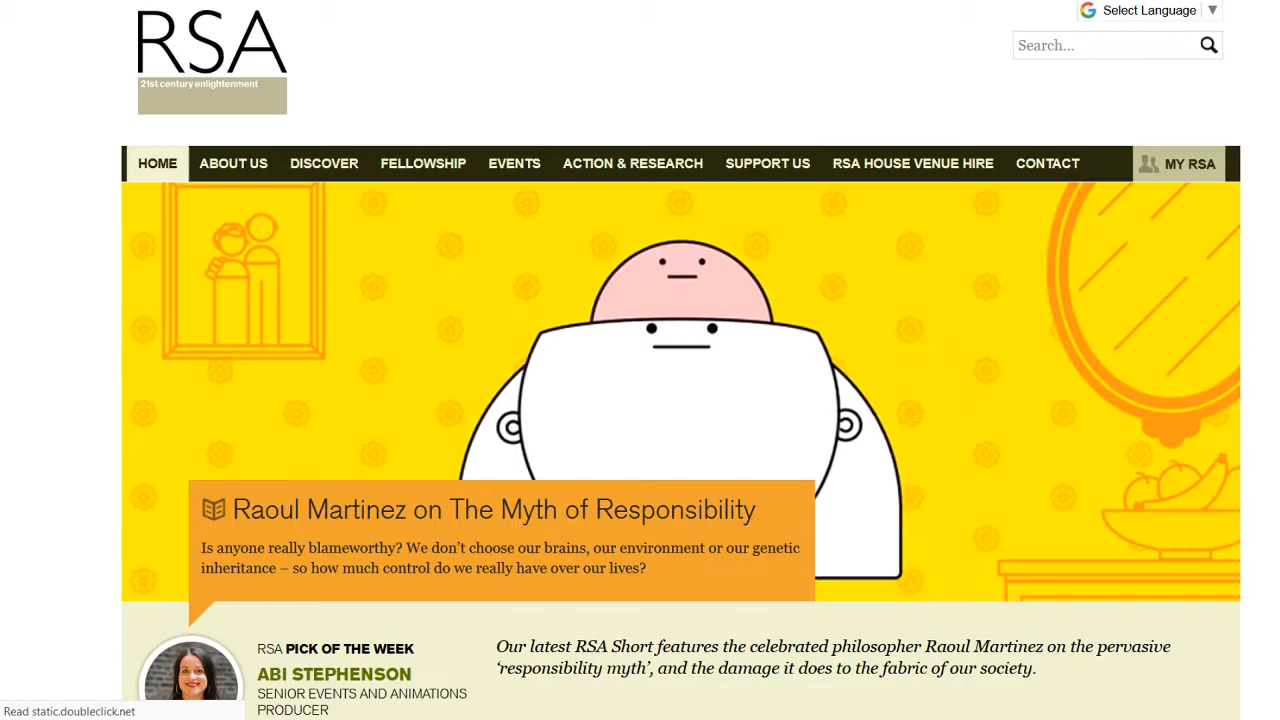 RSA
21st century enlightenment
Select Language ▼
Search...
HOME ABOUT US DISCOVER FELLOWSHIP EVENTS ACTION & RESEARCH SUPPORT US RSA HOUSE VENUE HIRE CONTACT MY RSA
Raoul Martinez on The Myth of Responsibility
Is anyone really blameworthy? We don't choose our brains, our environment or our genetic
inheritance – so how much control do we really have over our lives?
RSA PICK OF THE WEEK
ABI STEPHENSON
SENIOR EVENTS AND ANIMATIONS
PRODUCER
Our latest RSA Short features the celebrated philosopher Raoul Martinez on the pervasive
‘responsibility myth’, and the damage it does to the fabric of our society.
Read static.doubleclick.net